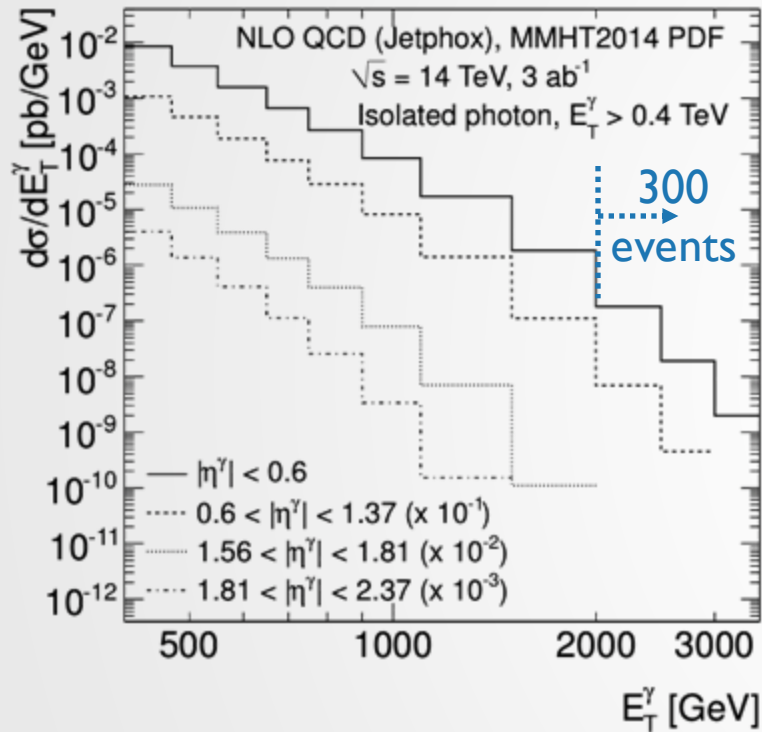 NLO QCD (Jetphox), MMHT2014 PDF
√s = 14 TeV, 3 ab⁻¹
Isolated photon, E_T^γ > 0.4 TeV
300
events
dσ/dE_T^γ [pb/GeV]
10⁻²
10⁻³
10⁻⁴
10⁻⁵
10⁻⁶
10⁻⁷
10⁻⁸
10⁻⁹
10⁻¹⁰
10⁻¹¹
10⁻¹²
|η^γ| < 0.6
0.6 < |η^γ| < 1.37 (x 10⁻¹)
1.56 < |η^γ| < 1.81 (x 10⁻²)
1.81 < |η^γ| < 2.37 (x 10⁻³)
500 1000 2000 3000
E_T^γ [GeV]